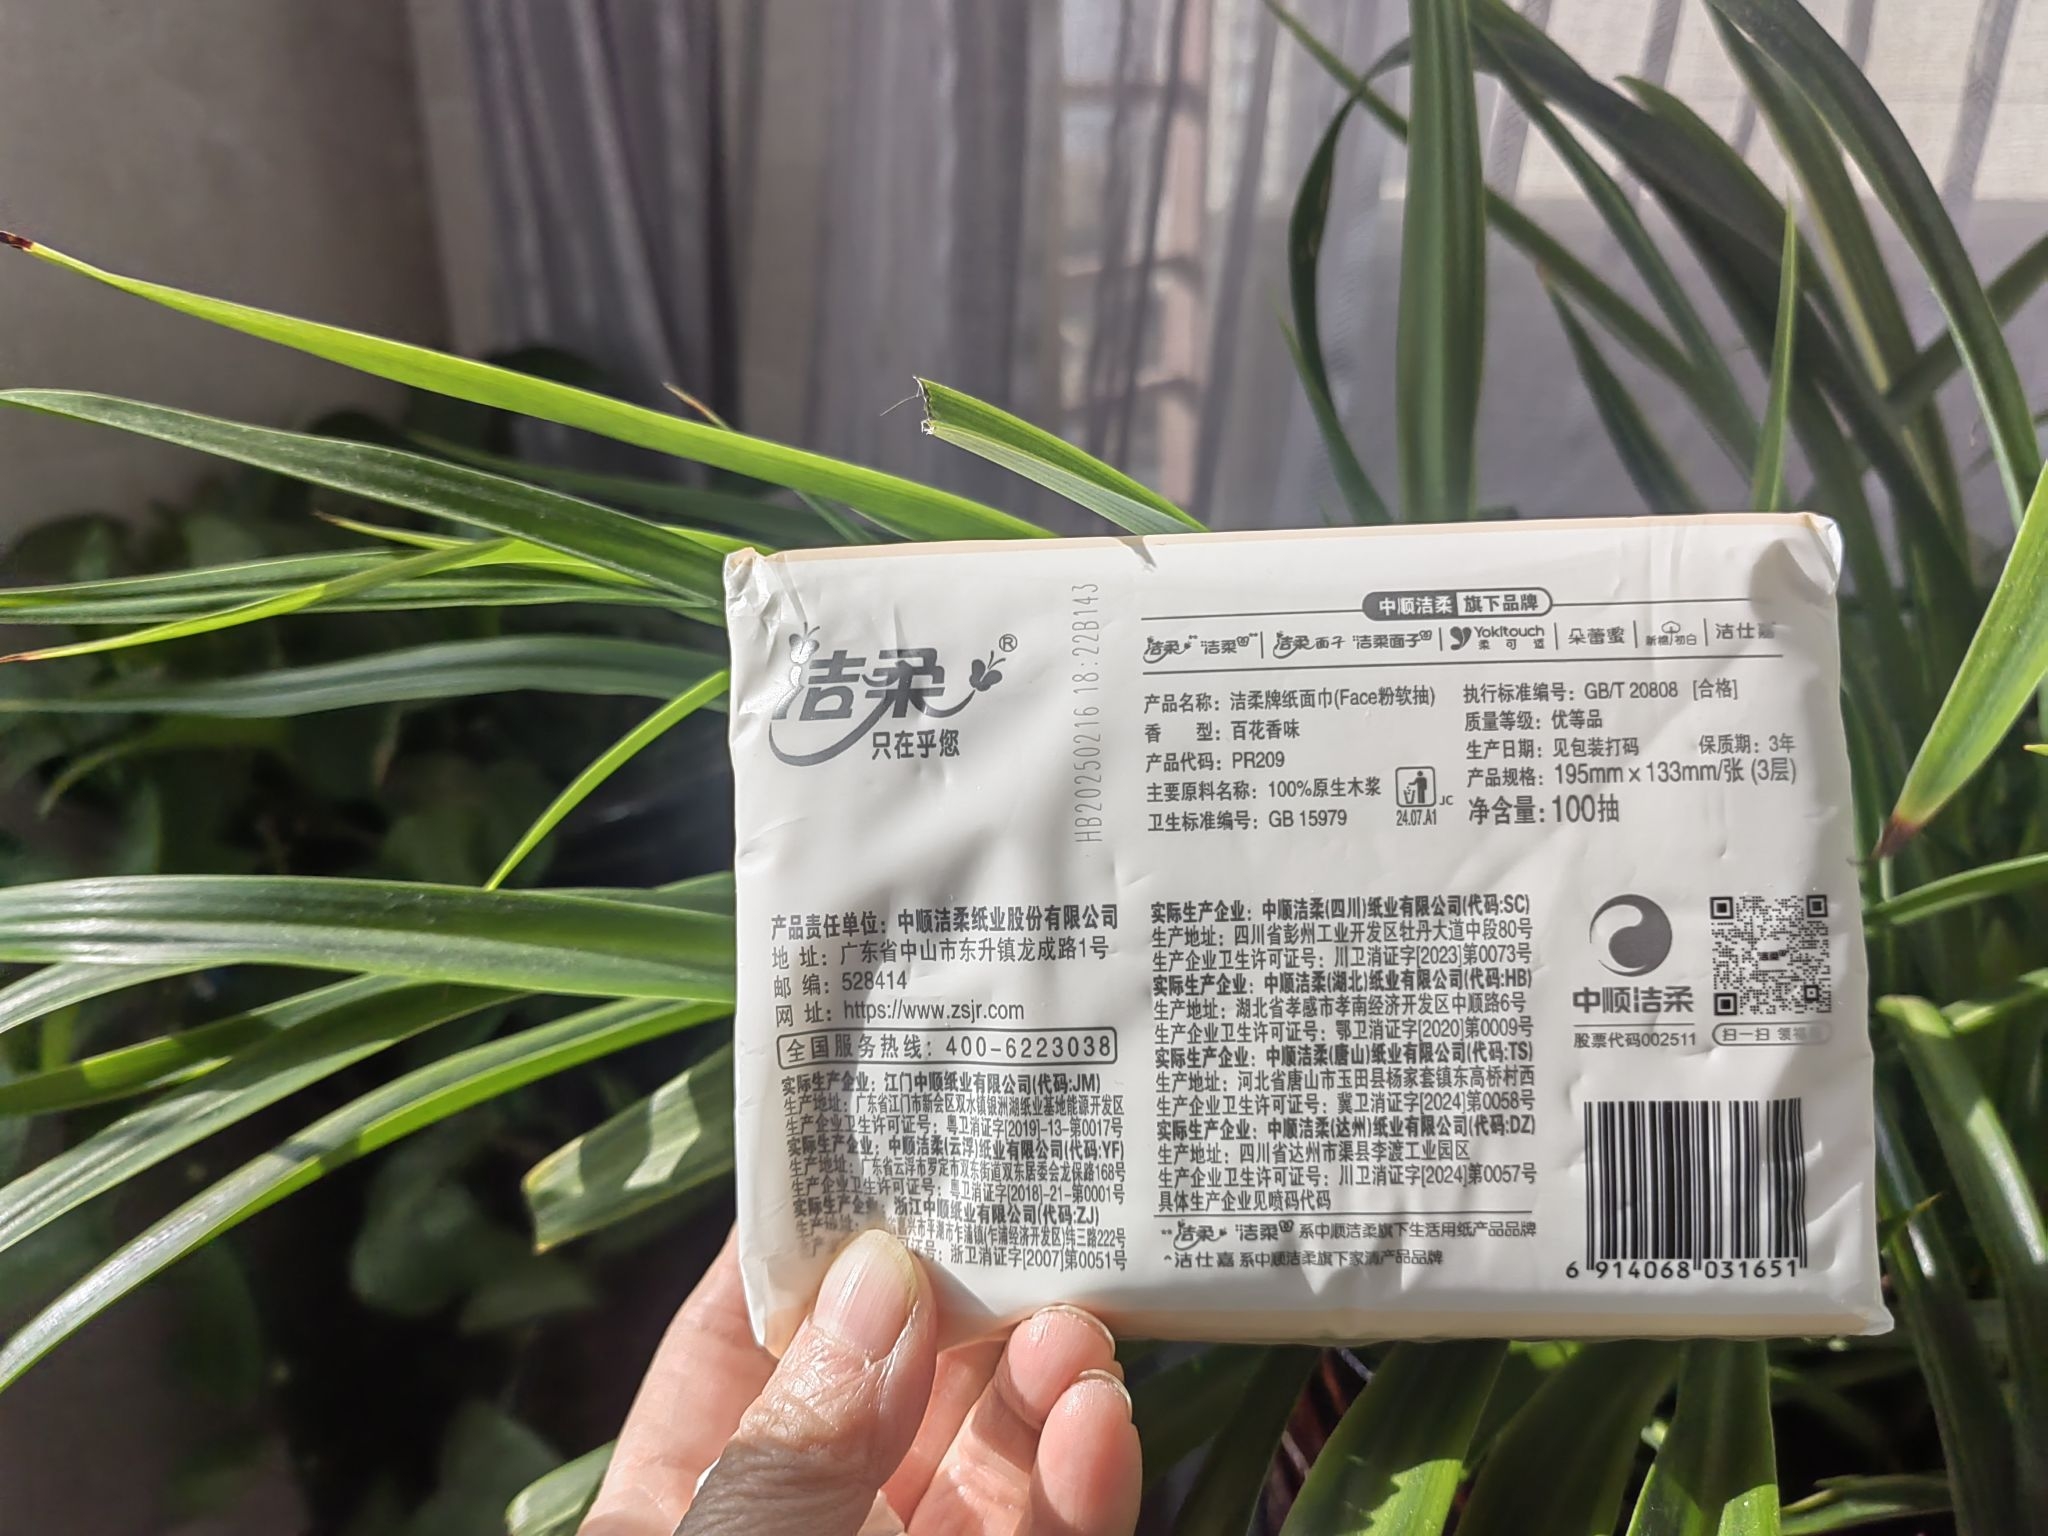 洁柔®
只在乎您
HB20250216 18:22B143
中顺洁柔 旗下品牌
洁柔** "洁柔"** | 洁柔面子 "洁柔面子" | Yokitouch 柔可适 | 朵蕾蜜 | 新棉初白 | 洁仕嘉^
产品名称：洁柔牌纸面巾(Face粉软抽)
香 型：百花香味
产品代码：PR209
主要原料名称：100%原生木浆
卫生标准编号：GB 15979
JC
24.07.A1
执行标准编号：GB/T 20808 [合格]
质量等级：优等品
生产日期：见包装打码 保质期：3年
产品规格：195mm x 133mm/张 (3层)
净含量：100抽
产品责任单位：中顺洁柔纸业股份有限公司
地 址：广东省中山市东升镇龙成路1号
邮 编：528414
网 址：https://www.zsjr.com
全国服务热线：400-6223038
实际生产企业：江门中顺纸业有限公司(代码:JM)
生产地址：广东省江门市新会区双水镇银洲湖纸业基地能源开发区
生产企业卫生许可证号：粤卫消证字[2019]-13-第0017号
实际生产企业：中顺洁柔(云浮)纸业有限公司(代码:YF)
生产地址：广东省云浮市罗定市双东街道双东居委会龙保路168号
生产企业卫生许可证号：粤卫消证字[2018]-21-第0001号
实际生产企业：浙江中顺纸业有限公司(代码:ZJ)
生产地址：省嘉兴市平湖市乍浦镇(乍浦经济开发区)纬三路222号
可证号：浙卫消证字[2007]第0051号
实际生产企业：中顺洁柔(四川)纸业有限公司(代码:SC)
生产地址：四川省彭州工业开发区牡丹大道中段80号
生产企业卫生许可证号：川卫消证字[2023]第0073号
实际生产企业：中顺洁柔(湖北)纸业有限公司(代码:HB)
生产地址：湖北省孝感市孝南经济开发区中顺路6号
生产企业卫生许可证号：鄂卫消证字[2020]第0009号
实际生产企业：中顺洁柔(唐山)纸业有限公司(代码:TS)
生产地址：河北省唐山市玉田县杨家套镇东高桥村西
生产企业卫生许可证号：冀卫消证字[2024]第0058号
实际生产企业：中顺洁柔(达州)纸业有限公司(代码:DZ)
生产地址：四川省达州市渠县李渡工业园区
生产企业卫生许可证号：川卫消证字[2024]第0057号
具体生产企业见喷码代码
**洁柔 "洁柔" 系中顺洁柔旗下生活用纸产品品牌
^洁仕嘉 系中顺洁柔旗下家清产品品牌
中顺洁柔
股票代码002511
洁柔
扫一扫 领福
6 914068 031651